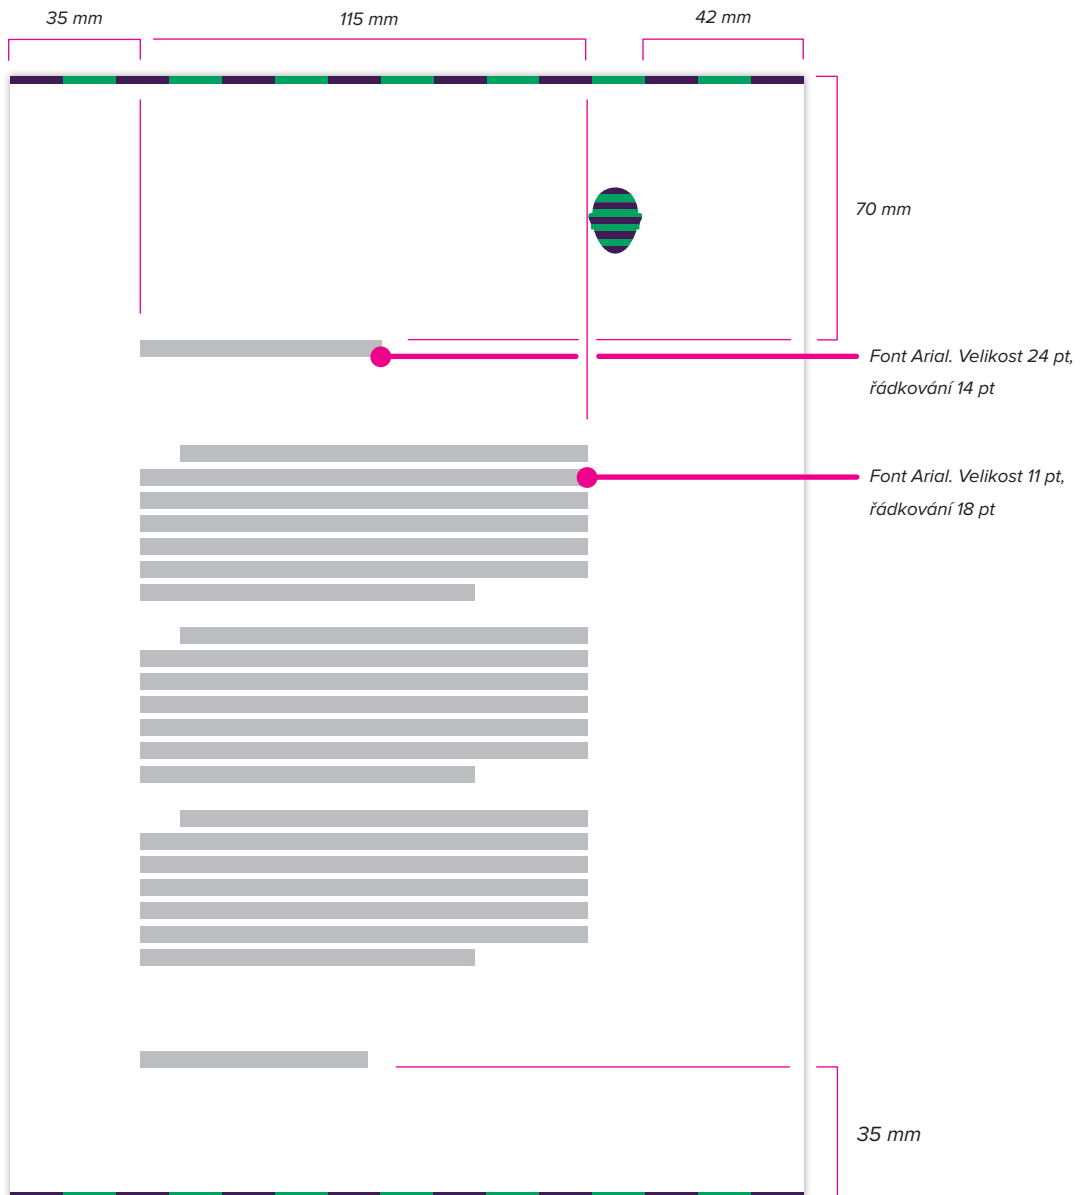 35 mm
115 mm
42 mm
70 mm
Font Arial. Velikost 24 pt,
řádkování 14 pt
Font Arial. Velikost 11 pt,
řádkování 18 pt
35 mm